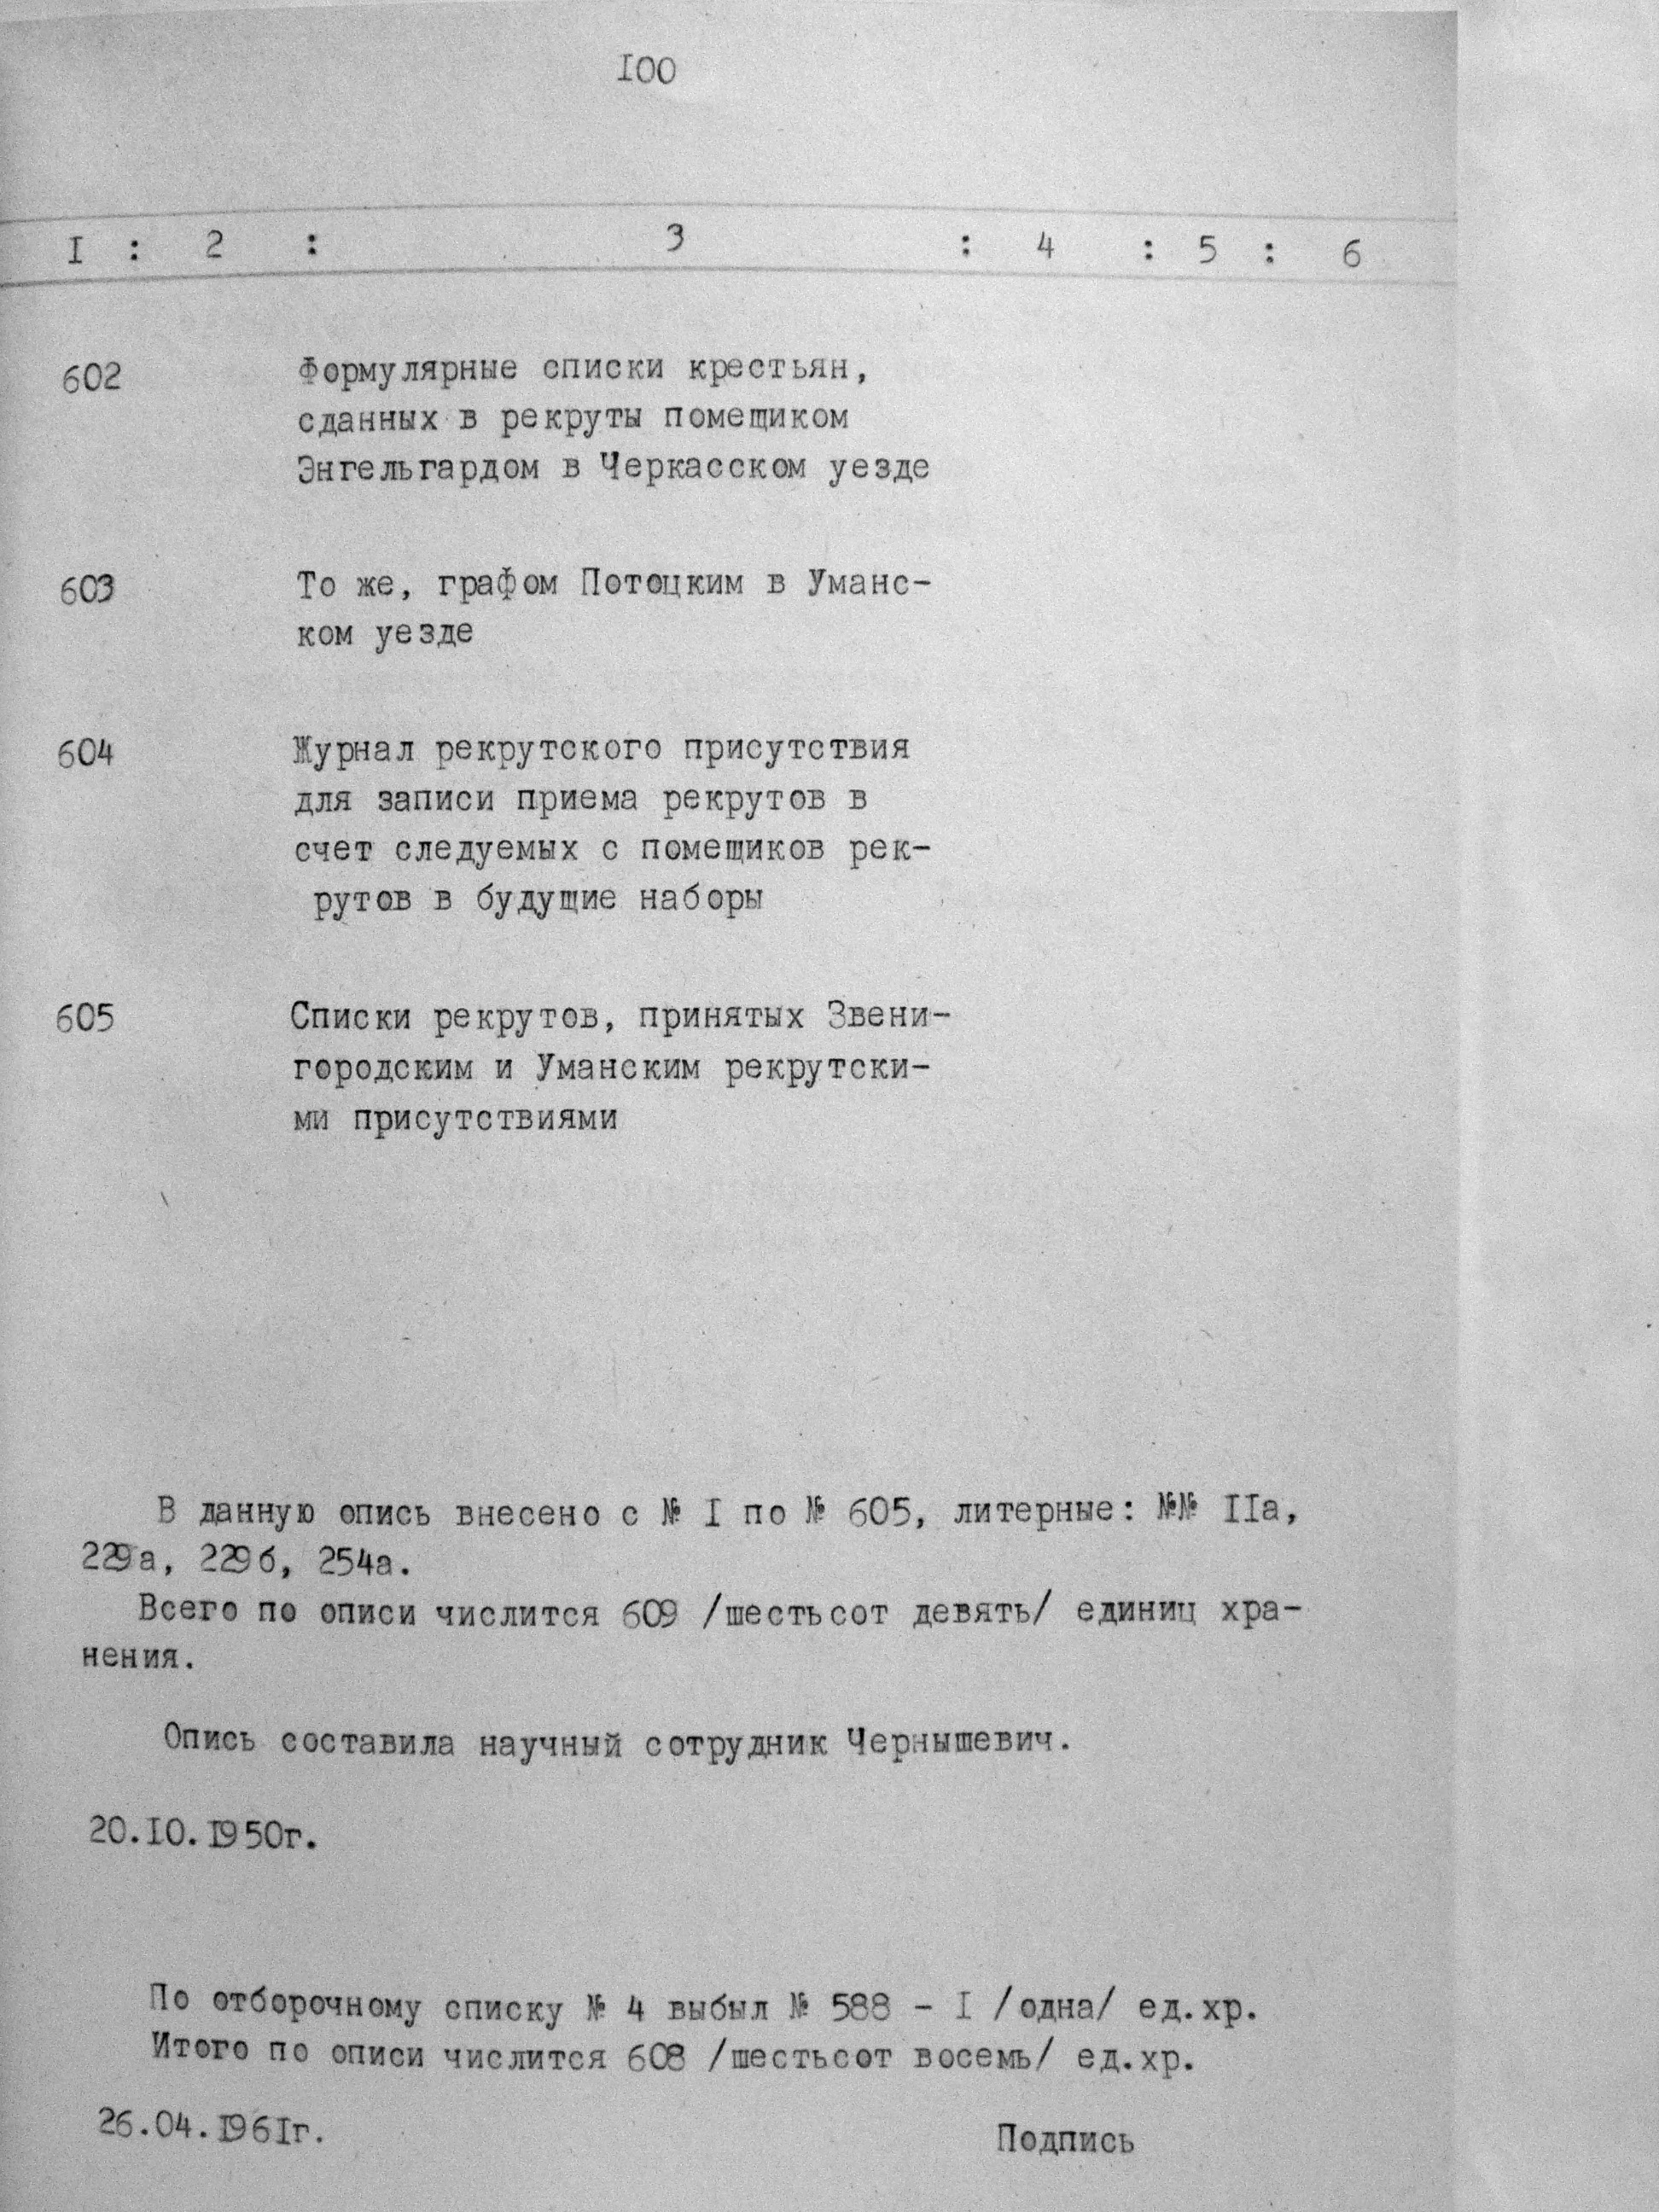 I00
I : 2 : 3 : 4 : 5 : 6
602 Формулярные списки крестьян,
сданных в рекруты помещиком
Энгельгардом в Черкасском уезде
603 То же, графом Потоцким в Уманс-
ком уезде
604 Журнал рекрутского присутствия
для записи приема рекрутов в
счет следуемых с помещиков рек-
рутов в будущие наборы
605 Списки рекрутов, принятых Звени-
городским и Уманским рекрутски-
ми присутствиями
В данную опись внесено с № I по № 605, литерные: №№ IIа,
229а, 229б, 254а.
Всего по описи числится 609 /шестьсот девять/ единиц хра-
нения.
Опись составила научный сотрудник Чернышевич.
20.I0.I950г.
По отборочному списку № 4 выбыл № 588 - I /одна/ ед.хр.
Итого по описи числится 608 /шестьсот восемь/ ед.хр.
26.04.I96Iг. Подпись